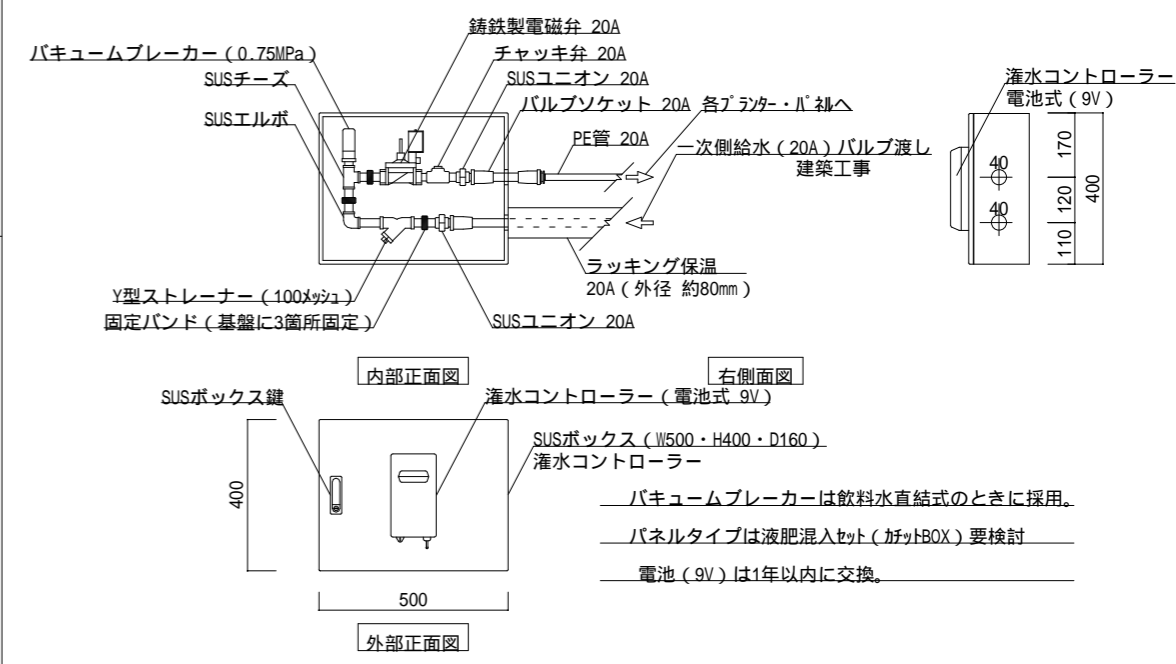 鋳鉄製電磁弁 20A
バキュームブレーカー(0.75MPa)
チャッキ弁 20A
SUSチーズ
SUSユニオン 20A
SUSエルボ
バルブソケット 20A
各プランター・パネルへ
PE管 20A
一次側給水(20A)バルブ渡し
建築工事
ラッキング保温
20A(外径 約80mm)
Y型ストレーナー(100メッシュ)
固定バンド(基盤に3箇所固定)
SUSユニオン 20A
内部正面図
灌水コントローラー
電池式(9V)
40
40
170
120
110
400
右側面図
SUSボックス鍵
灌水コントローラー(電池式 9V)
SUSボックス(W500・H400・D160)
灌水コントローラー
400
500
外部正面図
バキュームブレーカーは飲料水直結式のときに採用。
パネルタイプは液肥混入セット(カチットBOX)要検討
電池(9V)は1年以内に交換。